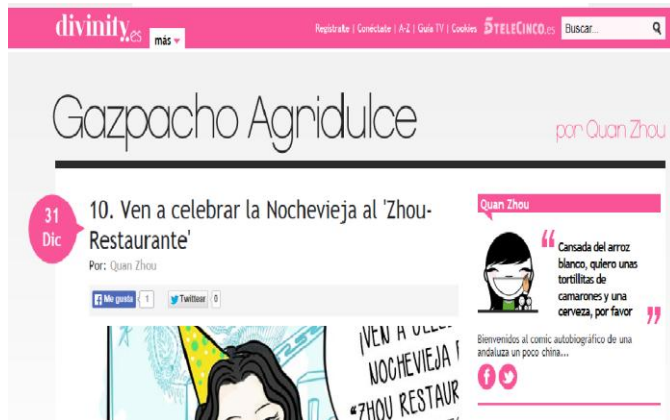 divinity.es
más
Regístrate | Conéctate | A-Z | Guía TV | Cookies
TELECINCO.es
Buscar...
Gazpacho Agridulce
por Quan Zhou
31
Dic
10. Ven a celebrar la Nochevieja al 'Zhou-
Restaurante'
Por: Quan Zhou
Me gusta
1
Twittear
0
Quan Zhou
“ Cansada del arroz
blanco, quiero unas
tortillitas de
camarones y una
cerveza, por favor ”
Bienvenidos al comic autobiográfico de una
andaluza un poco china...
¡VEN A
NOCHEVIEJA
"ZHOU RESTAUR